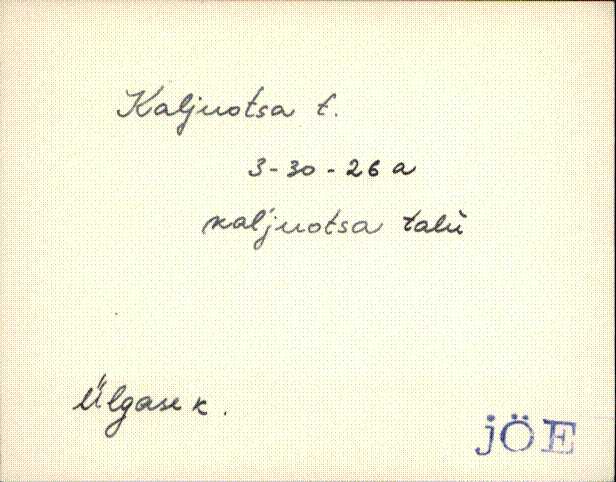 Kaljuotsa t.
3-30-26 a
kaljuotsa talu
Ülgase k.
jÖE